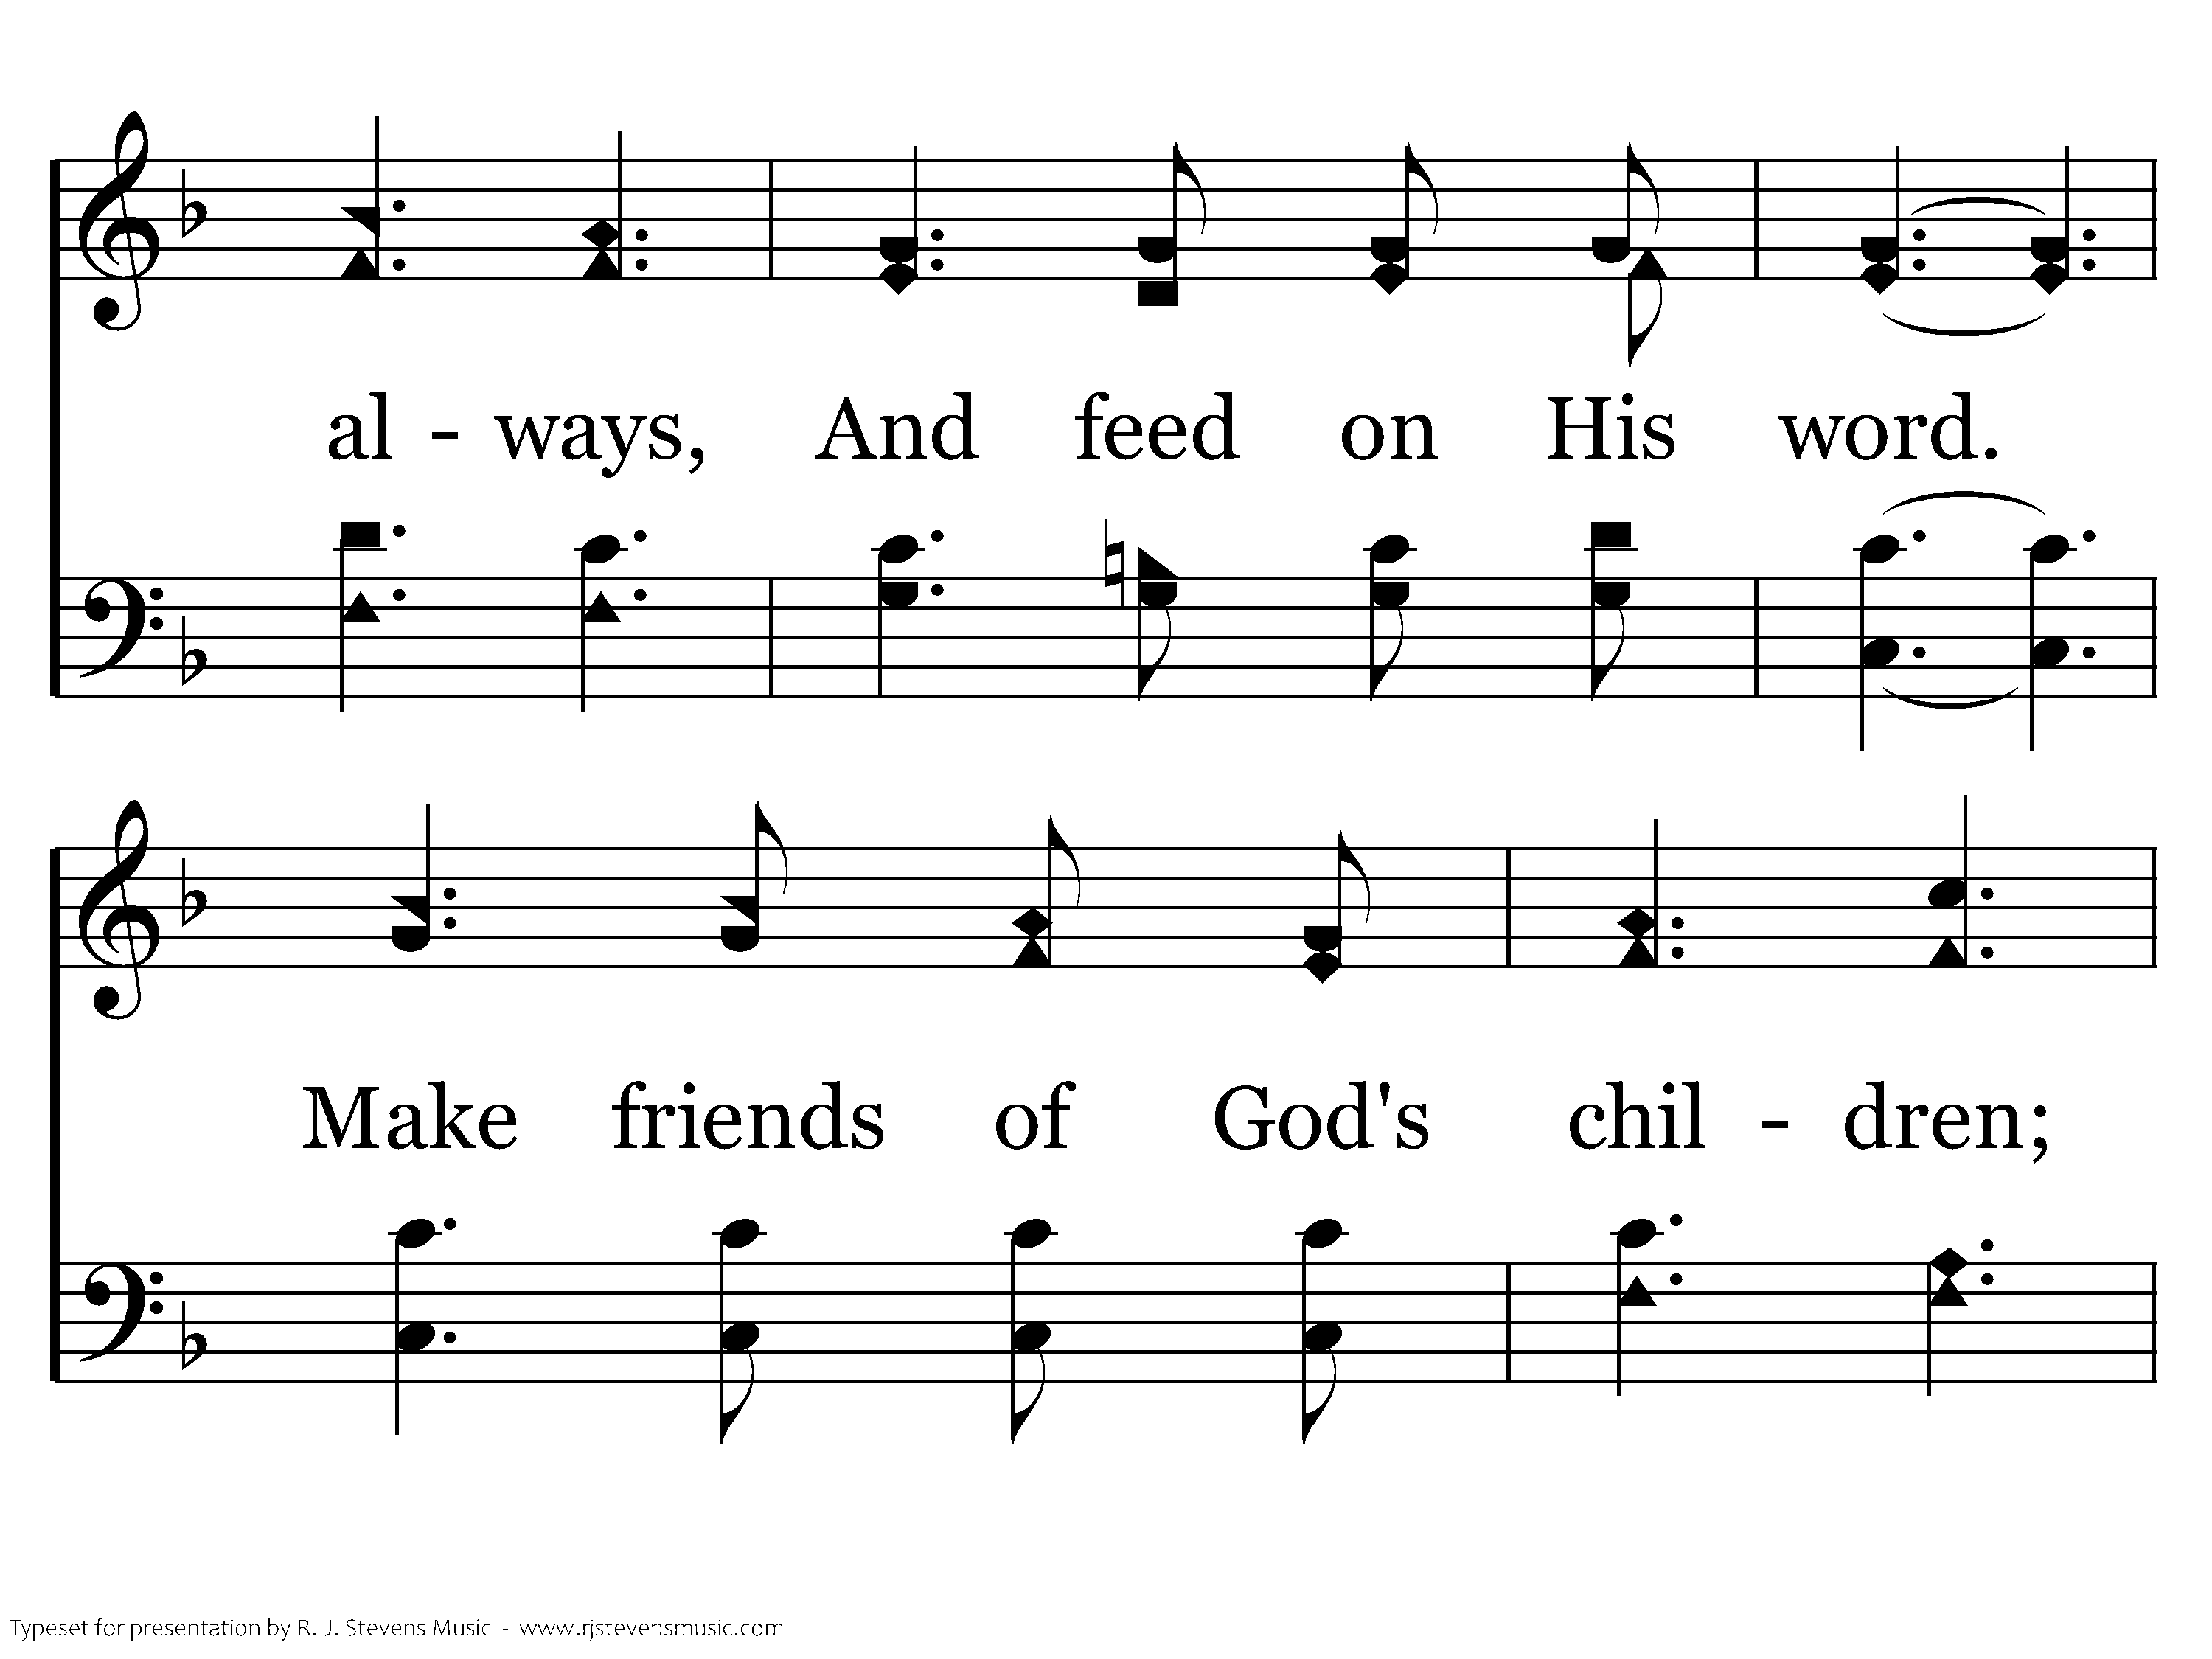 al - ways, And feed on His word.
Make friends of God's chil - dren;
Typeset for presentation by R. J. Stevens Music - www.rjstevensmusic.com